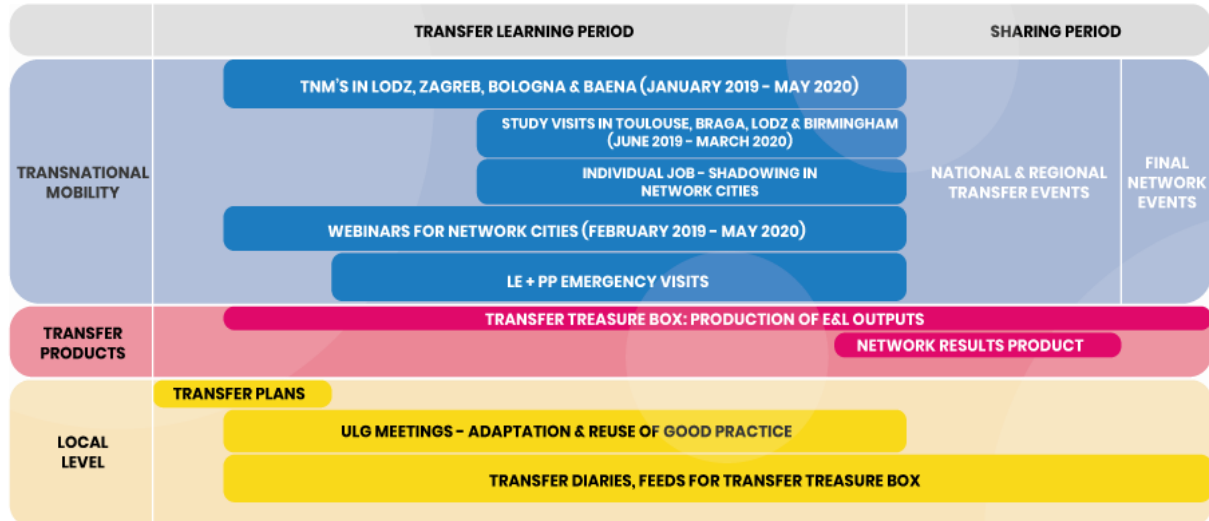 TRANSFER LEARNING PERIOD
SHARING PERIOD
TRANSNATIONAL
MOBILITY
TNM'S IN LODZ, ZAGREB, BOLOGNA & BAENA (JANUARY 2019 - MAY 2020)
STUDY VISITS IN TOULOUSE, BRAGA, LODZ & BIRMINGHAM
(JUNE 2019 - MARCH 2020)
INDIVIDUAL JOB - SHADOWING IN
NETWORK CITIES
WEBINARS FOR NETWORK CITIES (FEBRUARY 2019 - MAY 2020)
LE + PP EMERGENCY VISITS
NATIONAL & REGIONAL
TRANSFER EVENTS
FINAL
NETWORK
EVENTS
TRANSFER
PRODUCTS
TRANSFER TREASURE BOX: PRODUCTION OF E&L OUTPUTS
NETWORK RESULTS PRODUCT
LOCAL
LEVEL
TRANSFER PLANS
ULG MEETINGS - ADAPTATION & REUSE OF GOOD PRACTICE
TRANSFER DIARIES, FEEDS FOR TRANSFER TREASURE BOX